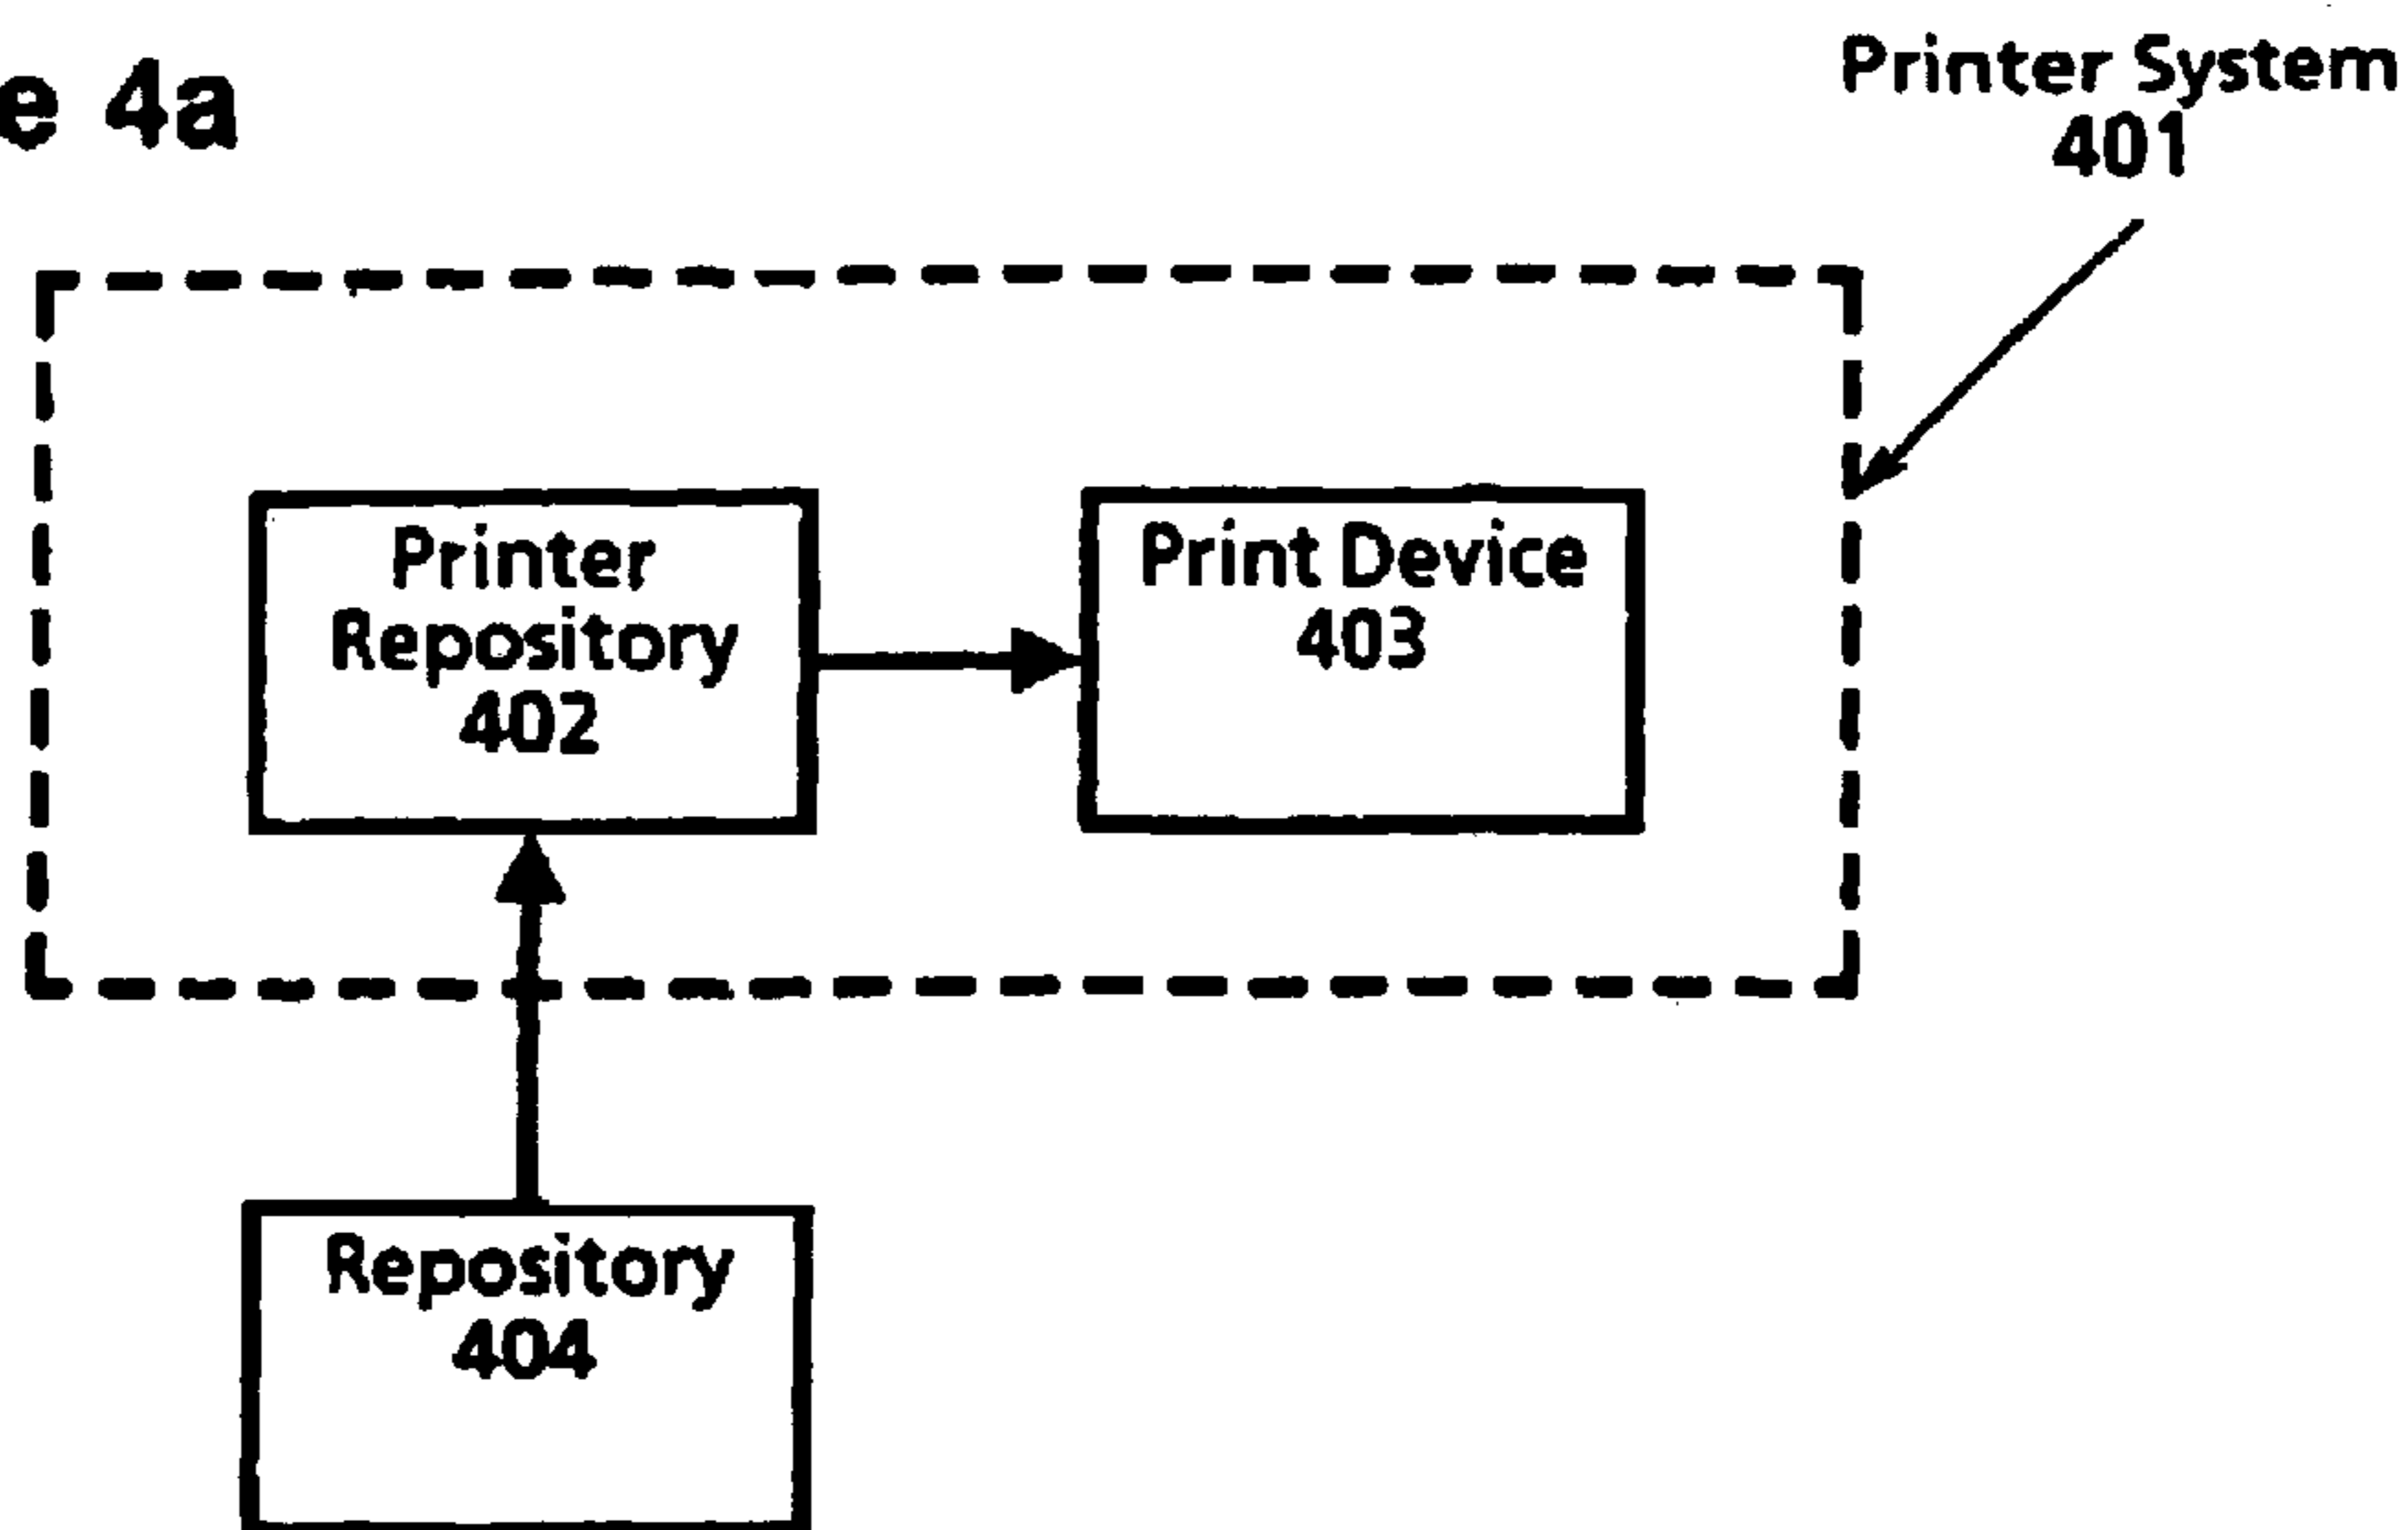 e 4a
Printer System
401
Printer
Repository
402
Print Device
403
Repository
404